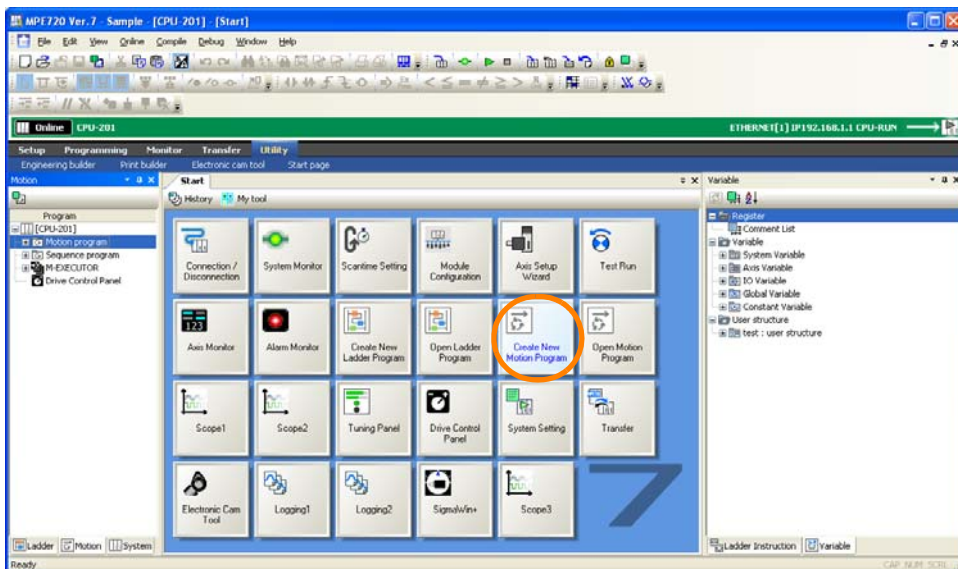 MPE720 Ver.7 - Sample - [CPU-201] - [Start]
File Edit View Online Compile Debug Window Help
Online CPU-201 ETHERNET[1] IP192.168.1.1 CPU-RUN
Setup Programming Monitor Transfer Utility
Engineering builder Print builder Electronic cam tool Start page
Motion
Program
[CPU-201]
Motion program
Sequence program
M-EXECUTOR
Drive Control Panel
Ladder Motion System
Start
History My tool
Connection / Disconnection
System Monitor
Scantime Setting
Module Configuration
Axis Setup Wizard
Test Run
123
Axis Monitor
Alarm Monitor
Create New Ladder Program
Open Ladder Program
Create New Motion Program
Open Motion Program
Scope1
Scope2
Tuning Panel
Drive Control Panel
System Setting
Transfer
Electronic Cam Tool
Logging1
Logging2
SigmaWin+
Scope3
7
Variable
Register
Comment List
Variable
System Variable
Axis Variable
IO Variable
Global Variable
Constant Variable
User structure
test : user structure
Ladder Instruction Variable
Ready CAP NUM SCRL